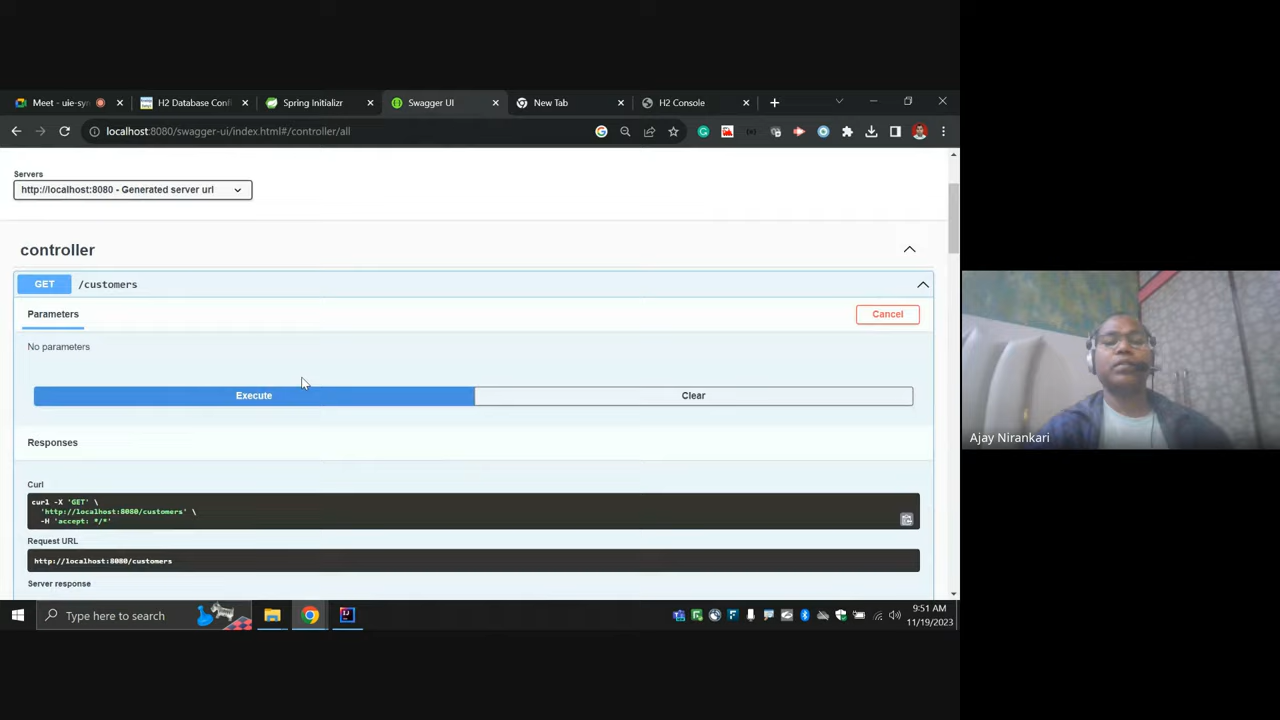 Meet - uie-syn
H2 Database Conf
Spring Initializr
Swagger UI
New Tab
H2 Console
localhost:8080/swagger-ui/index.html#/controller/all
Servers
http://localhost:8080 - Generated server url
controller
GET
/customers
Parameters
Cancel
No parameters
Execute
Clear
Responses
Curl
curl -X 'GET' \
'http://localhost:8080/customers' \
-H 'accept: */*'
Request URL
http://localhost:8080/customers
Server response
Ajay Nirankari
Type here to search
9:51 AM
11/19/2023